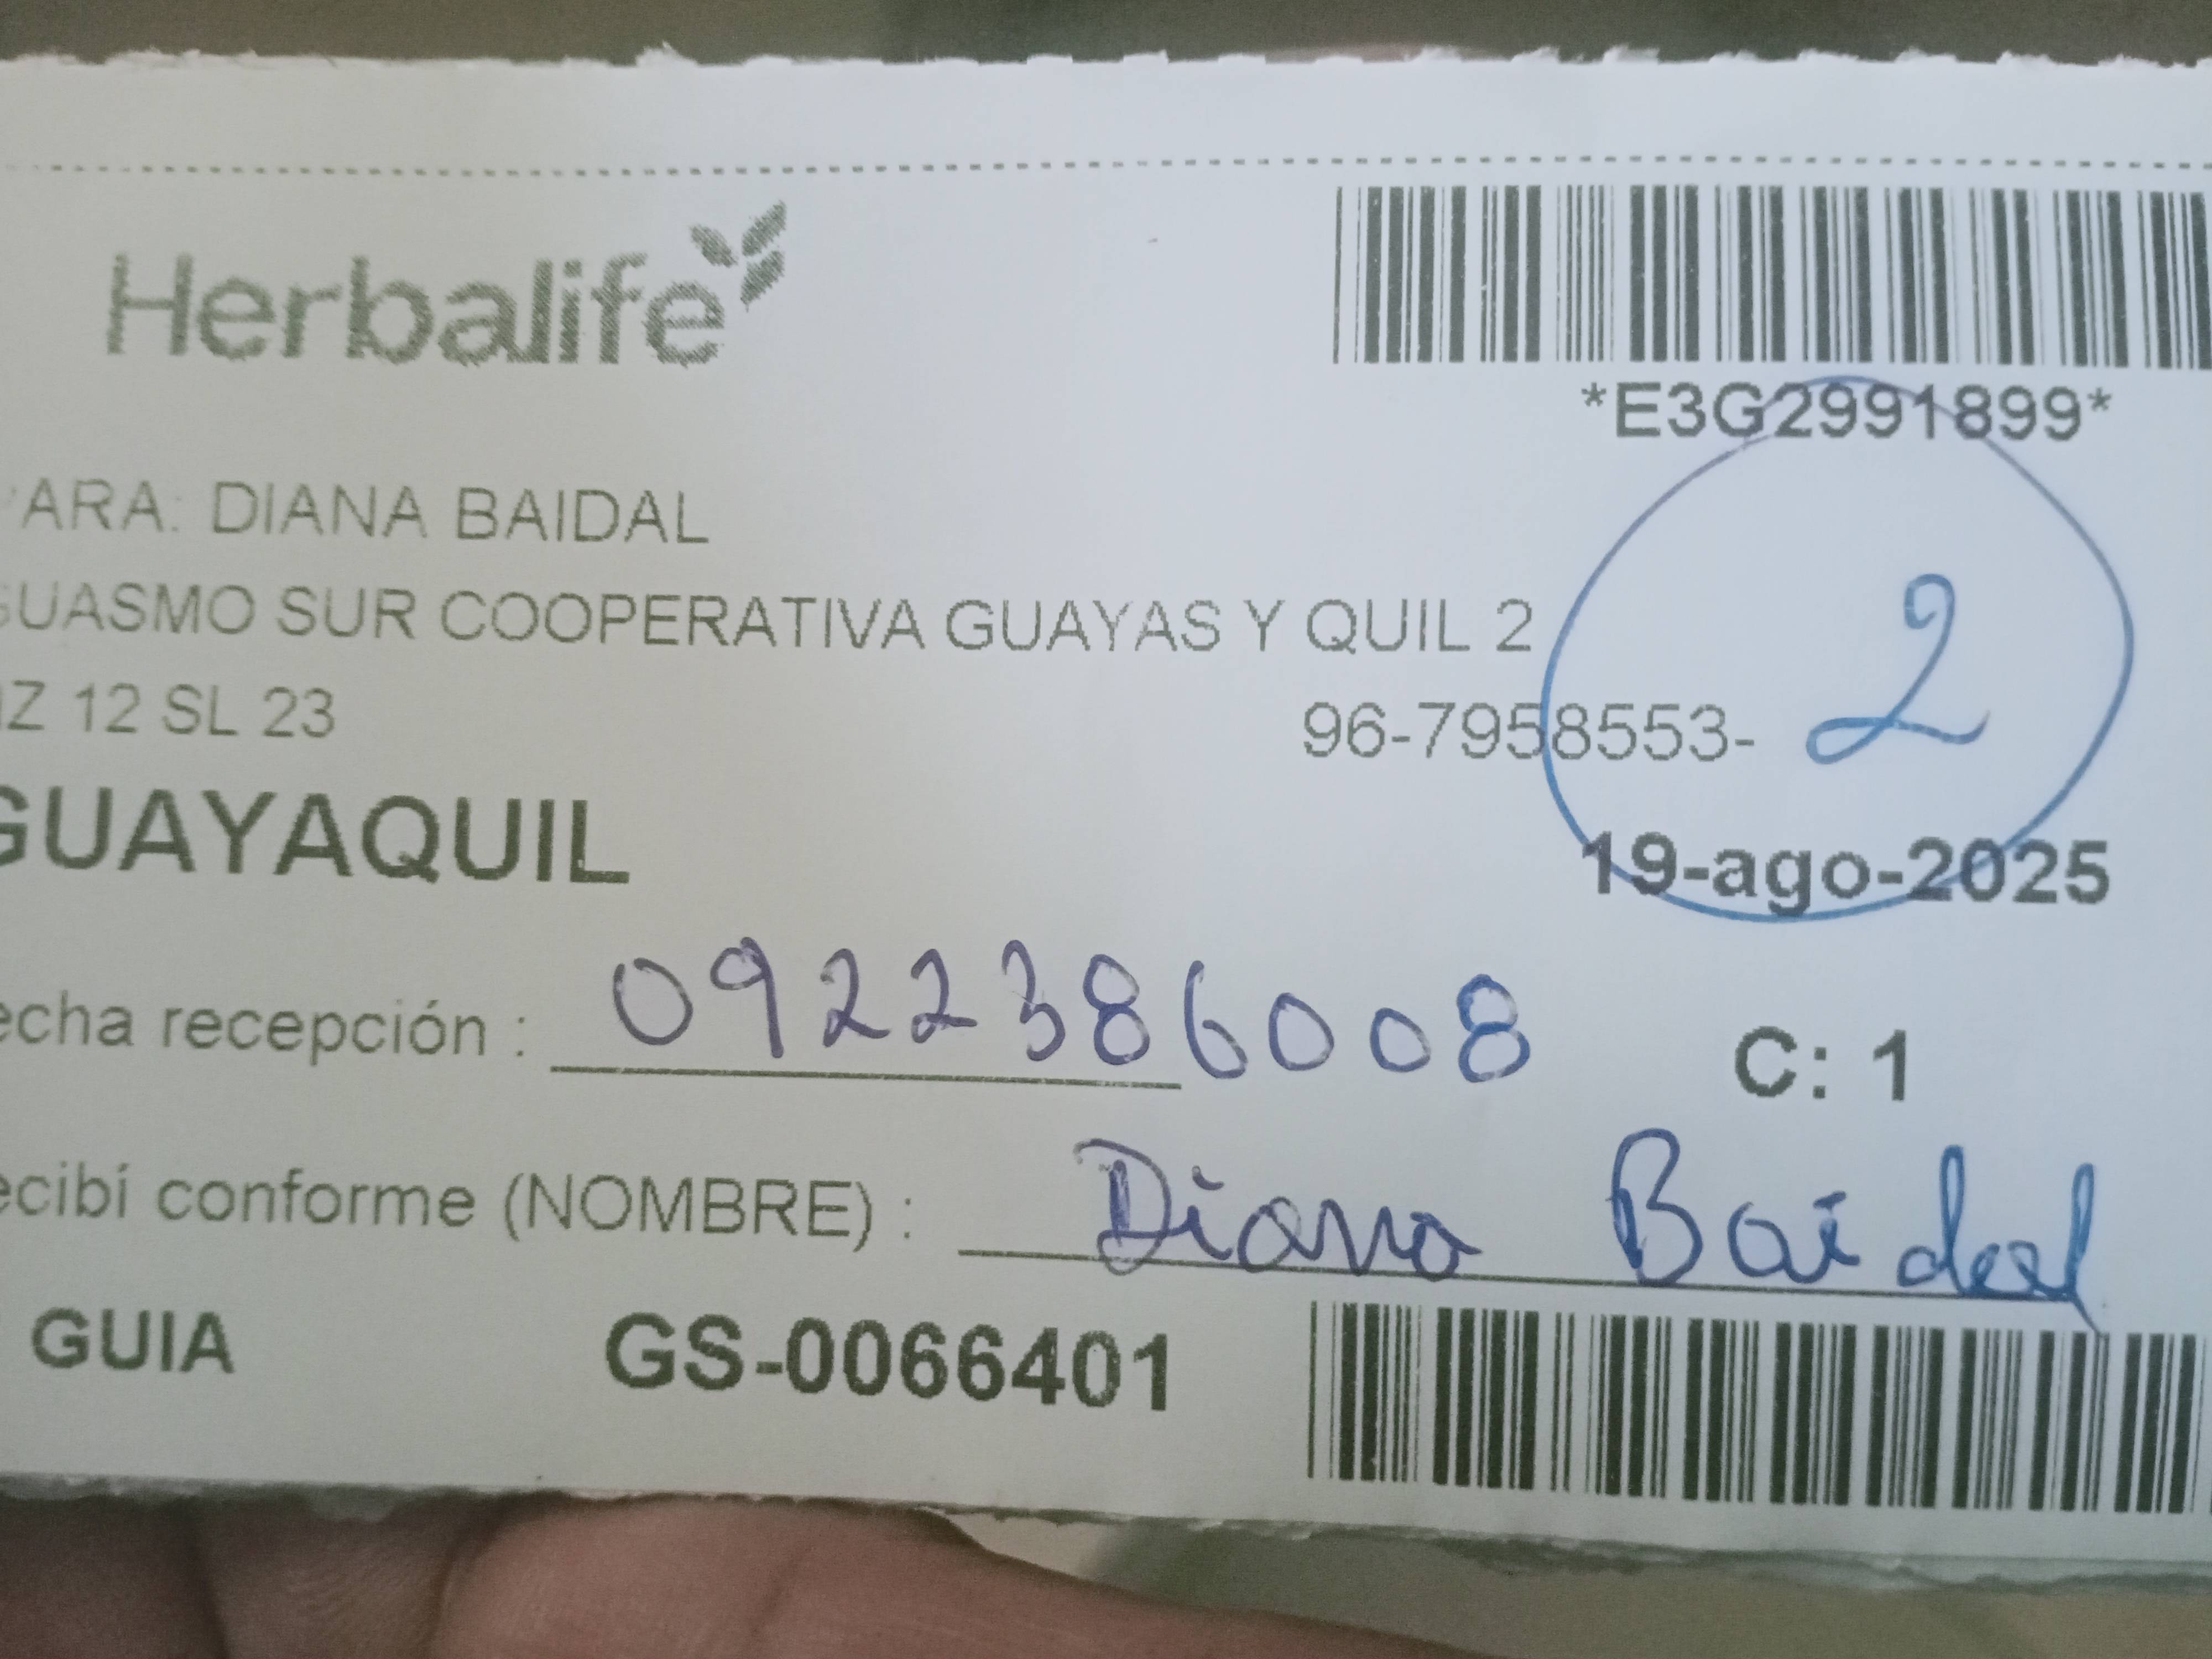 Herbalife
*E3G2991899*
ARA: DIANA BAIDAL
GUASMO SUR COOPERATIVA GUAYAS Y QUIL 2
Z 12 SL 23
96-7958553-
2
GUAYAQUIL
19-ago-2025
echa recepción : 0922386008
C: 1
ecibí conforme (NOMBRE) : Diana Baidal
GUIA GS-0066401